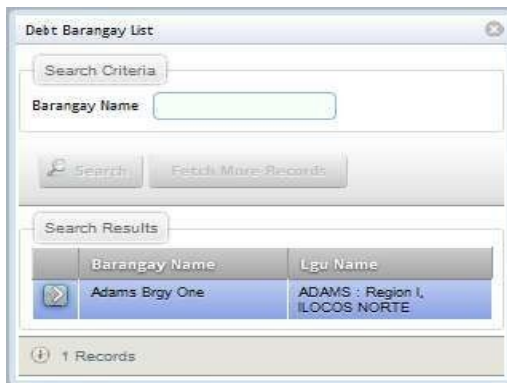 Debt Barangay List
Search Criteria
Barangay Name
Search Fetch More Records
Search Results
Barangay Name Lgu Name
Adams Brgy One ADAMS : Region I,
ILOCOS NORTE
1 Records